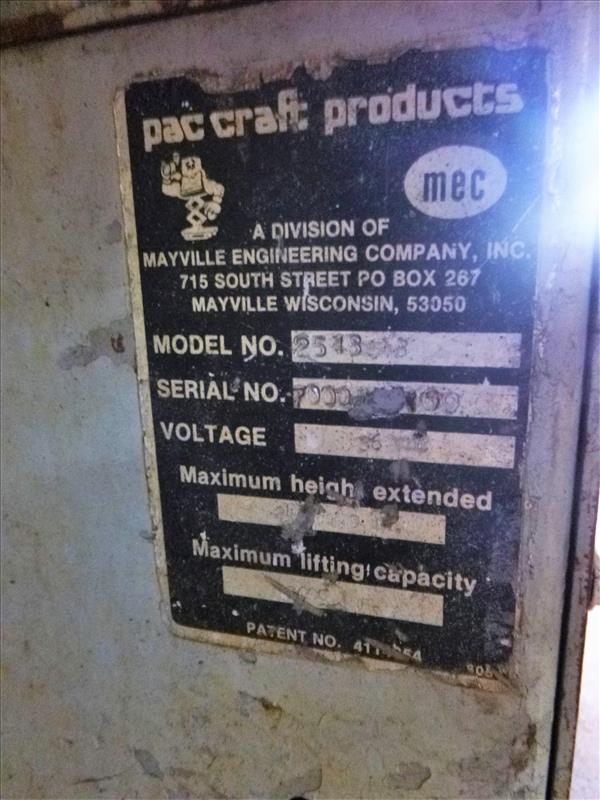 pac craft products
mec
A DIVISION OF
MAYVILLE ENGINEERING COMPANY, INC.
715 SOUTH STREET PO BOX 267
MAYVILLE WISCONSIN, 53050
MODEL NO.
SERIAL NO.
VOLTAGE
Maximum height extended
Maximum lifting capacity
PATENT NO.